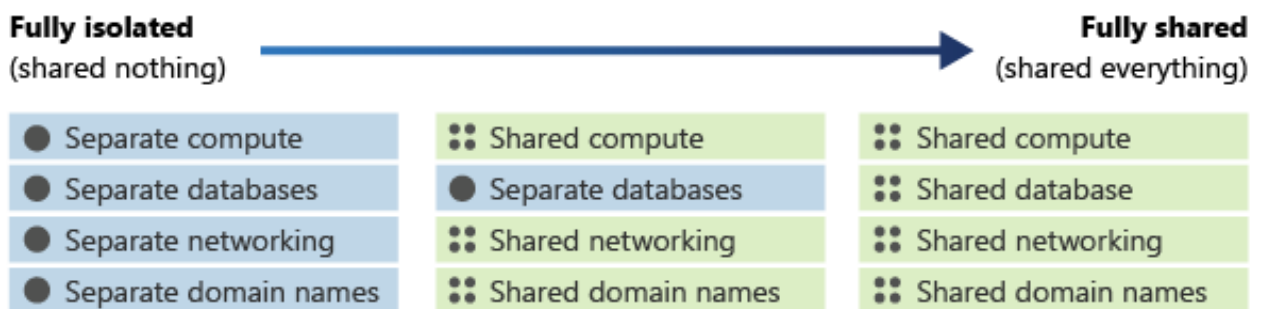 Fully isolated
(shared nothing)
Fully shared
(shared everything)
Separate compute
Separate databases
Separate networking
Separate domain names
Shared compute
Separate databases
Shared networking
Shared domain names
Shared compute
Shared database
Shared networking
Shared domain names